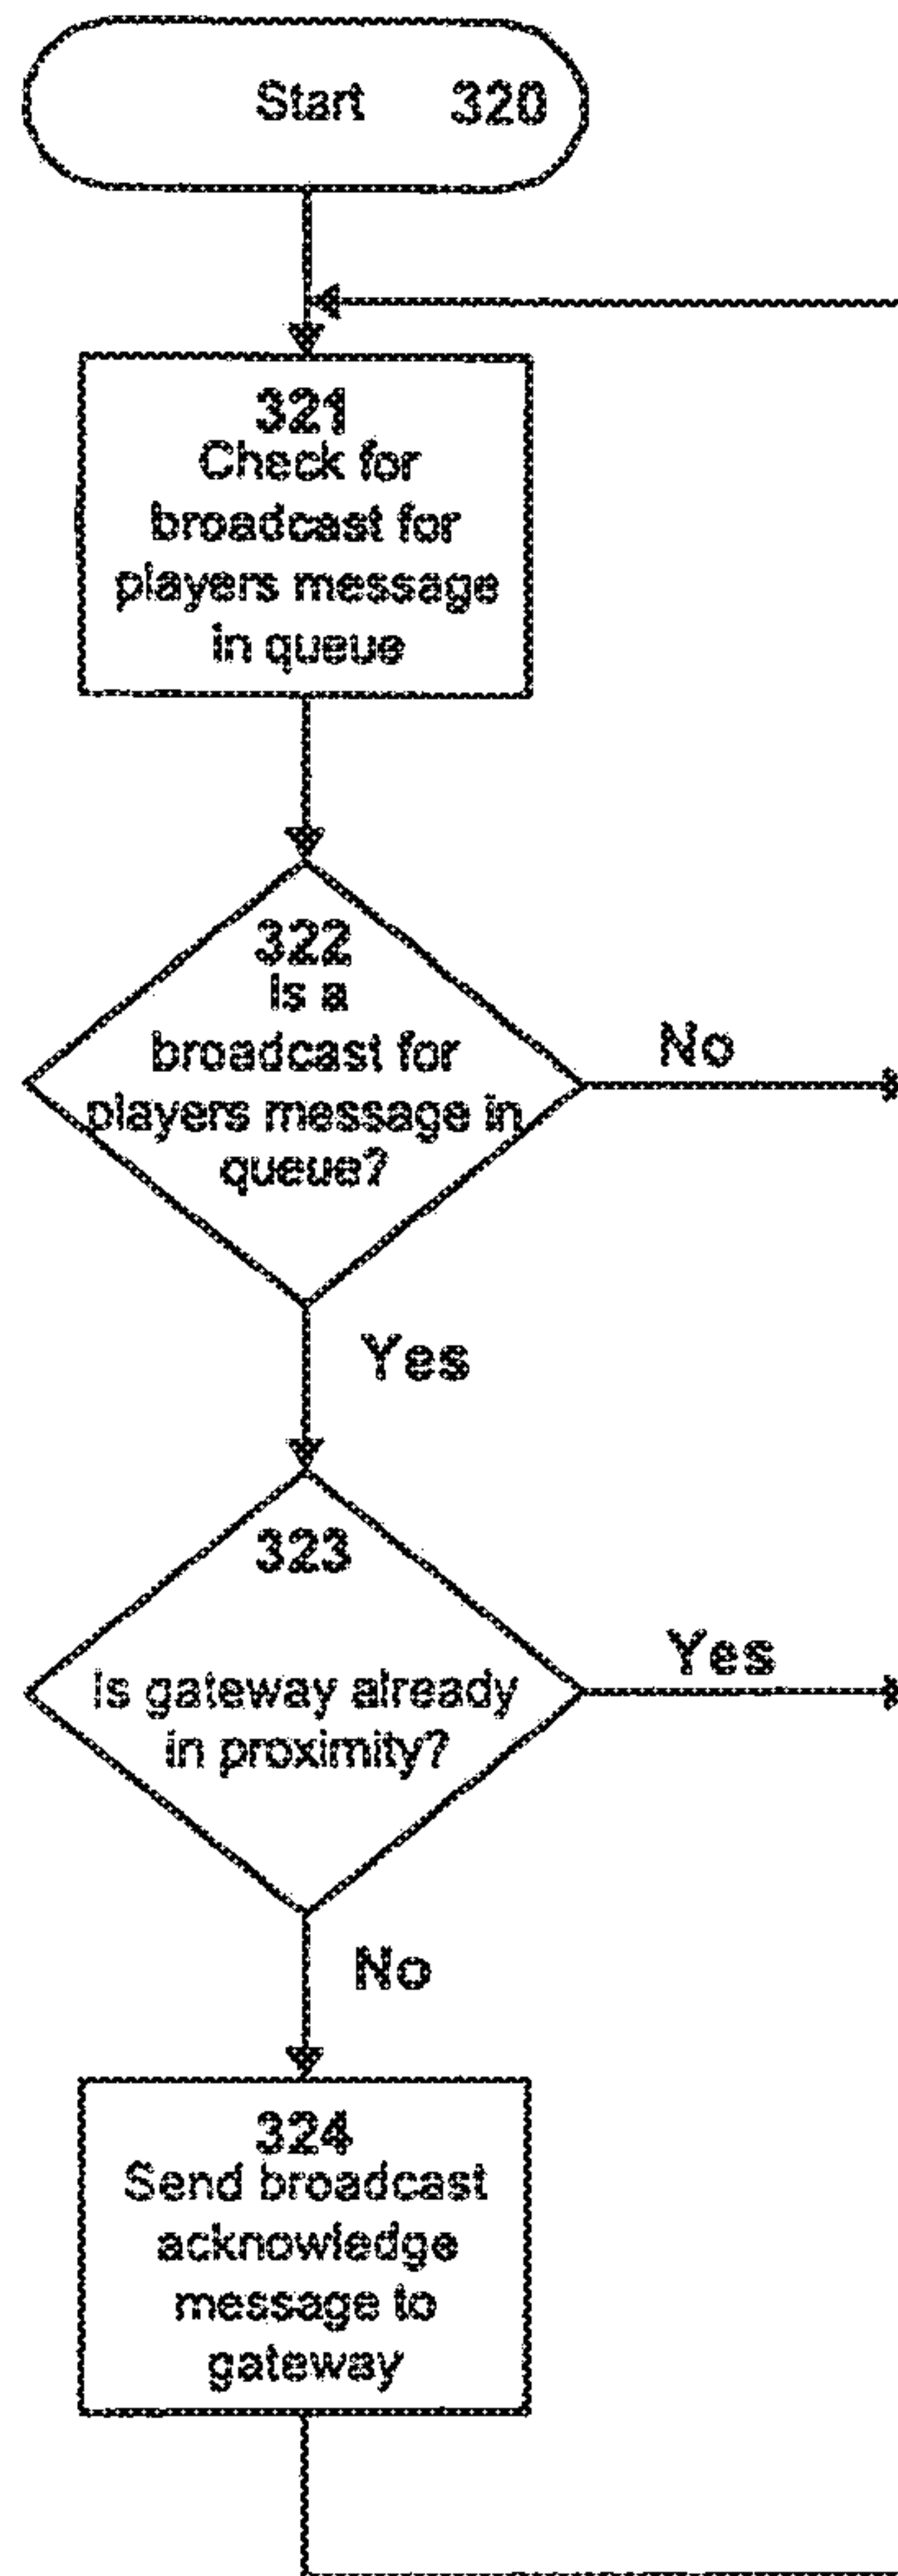 Start 320
321
Check for
broadcast for
players message
in queue
322
Is a
broadcast for
players message in
queue?
No
Yes
323
Is gateway already
in proximity?
Yes
No
324
Send broadcast
acknowledge
message to
gateway